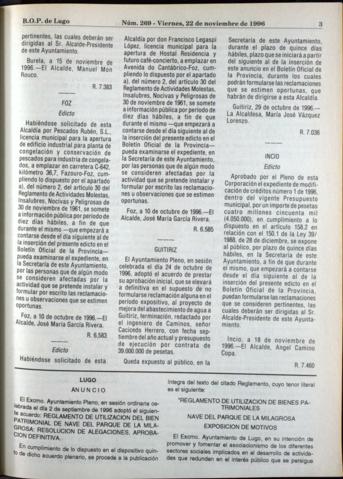 B.O.P. de Lugo
Núm. 269 - Viernes, 22 de noviembre de 1996
3
pertinentes, las cuales deberán ser
dirigidas al Sr. Alcalde-Presidente
de este Ayuntamiento.
Burela, a 15 de noviembre de
1996.—El Alcalde, Manuel Mon
Rouco.
R. 7.383
FOZ
Edicto
Habiéndose solicitado de esta
Alcaldía por Pescados Rubén, S.L.,
licencia municipal para la apertura
de edificio industrial para planta de
congelación y conservación de
pescados para industria de congela-
dos, a emplazar en carretera C-642,
kilómetro 36,7, Fazouro-Foz, cum-
pliendo lo dispuesto por el apartado
a), del número 2, del artículo 30 del
Reglamento de Actividades Molestas,
Insalubres, Nocivas y Peligrosas de
30 de noviembre de 1961, se somete
a información pública por período de
diez días hábiles, a fin de que
durante el mismo —que empezará a
contarse desde el día siguiente al de
la inserción del presente edicto en el
Boletín Oficial de la Provincia—
pueda examinarse el expediente, en
la Secretaría de este Ayuntamiento,
por las personas que de algún modo
se consideren afectadas por la
actividad que se pretende instalar y
formular por escrito las reclamacio-
nes u observaciones que se estimen
oportunas.
Foz, a 10 de octubre de 1996.—El
Alcalde, José María García Rivera.
R. 6.583
Edicto
Habiéndose solicitado de esta
Alcaldía por don Francisco Legaspi
López, licencia municipal para la
apertura de Hostal Residencia y
futuro café-concierto, a emplazar en
Avenida do Cantábrico-Foz, cum-
pliendo lo dispuesto por el apartado
a), del número 2, del artículo 30 del
Reglamento de Actividades Molestas,
Insalubres, Nocivas y Peligrosas de
30 de noviembre de 1961, se somete
a información pública por período de
diez días hábiles, a fin de que
durante el mismo —que empezará a
contarse desde el día siguiente al de
la inserción del presente edicto en el
Boletín Oficial de la Provincia—
pueda examinarse el expediente, en
la Secretaría de este Ayuntamiento,
por las personas que de algún modo
se consideren afectadas por la
actividad que se pretende instalar y
formular por escrito las reclamacio-
nes u observaciones que se estimen
oportunas.
Foz, a 10 de octubre de 1996.—El
Alcalde, José María García Rivera.
R. 6.585
GUITIRIZ
El Ayuntamiento Pleno, en sesión
celebrada el día 24 de octubre de
1996, adoptó el acuerdo de prestar
su aprobación inicial, que se elevará
a definitiva en el supuesto de no
formularse reclamación alguna en el
período expositivo, al proyecto de
mejora del abastecimiento de agua a
Guitiriz, terminación, redactado por
el ingeniero de Caminos, señor
Caciedo Herrero, con fecha sep-
tiembre del año actual y presupuesto
de ejecución por contrata de
39.000.000 de pesetas.
Queda expuesto al público, en la
Secretaría de este Ayuntamiento,
durante el plazo de quince días
hábiles, plazo que se iniciará a partir
del siguiente al de la inserción de
este anuncio en el Boletín Oficial de
la Provincia, durante los cuales
podrán formularse las reclamaciones
que se estimen oportunas, que
habrán de dirigirse a esta Alcaldía.
Guitiriz, 29 de octubre de 1996.—
La Alcaldesa, María José Vázquez
Lorenzo.
R. 7.036
INCIO
Edicto
Aprobado por el Pleno de esta
Corporación el expediente de modifi-
cación de créditos número 1 de 1996,
dentro del vigente Presupuesto
municipal, por un importe de pesetas
cuatro millones cincuenta mil
(4.050.000), en cumplimiento a lo
dispuesto en el artículo 158.2 en
relación con el 150.1 de la Ley 39/
1988, de 28 de diciembre, se expone
al público, por plazo de quince días
hábiles, en la Secretaría de este
Ayuntamiento, a fin de que durante
el mismo, que empezará a contarse
desde el día siguiente al de la
inserción del presente edicto en el
Boletín Oficial de la Provincia,
puedan formularse las reclamaciones
que se consideren pertinentes, las
cuales deberán ser dirigidas al Sr.
Alcalde-Presidente de este Ayunta-
miento.
Incio, a 18 de noviembre de
1996.—El Alcalde, Angel Camino
Copa.
R. 7.460
LUGO
ANUNCIO
El Excmo. Ayuntamiento Pleno, en sesión ordinaria ce-
lebrada el día 2 de septiembre de 1996 adoptó el siguien-
te acuerdo: REGLAMENTO DE UTILIZACION DEL BIEN
PATRIMONIAL DE NAVE DEL PARQUE DE LA MILA-
GROSA: RESOLUCION DE ALEGACIONES, APROBA-
CION DEFINITIVA.
En cumplimiento de lo dispuesto en el dispositivo quin-
to de dicho acuerdo plenario, se procede a la publicación
íntegra del texto del citado Reglamento, cuyo tenor literal
es el siguiente:
"REGLAMENTO DE UTILIZACION DE BIENES PA-
TRIMONIALES
NAVE DEL PARQUE DE LA MILAGROSA
EXPOSICION DE MOTIVOS
El Excmo. Ayuntamiento de Lugo, en su intención de
promover y fomentar el asociacionismo de los diferentes
sectores sociales implicados en el desarrollo de activida-
des que redunden en el interés público que se persigue